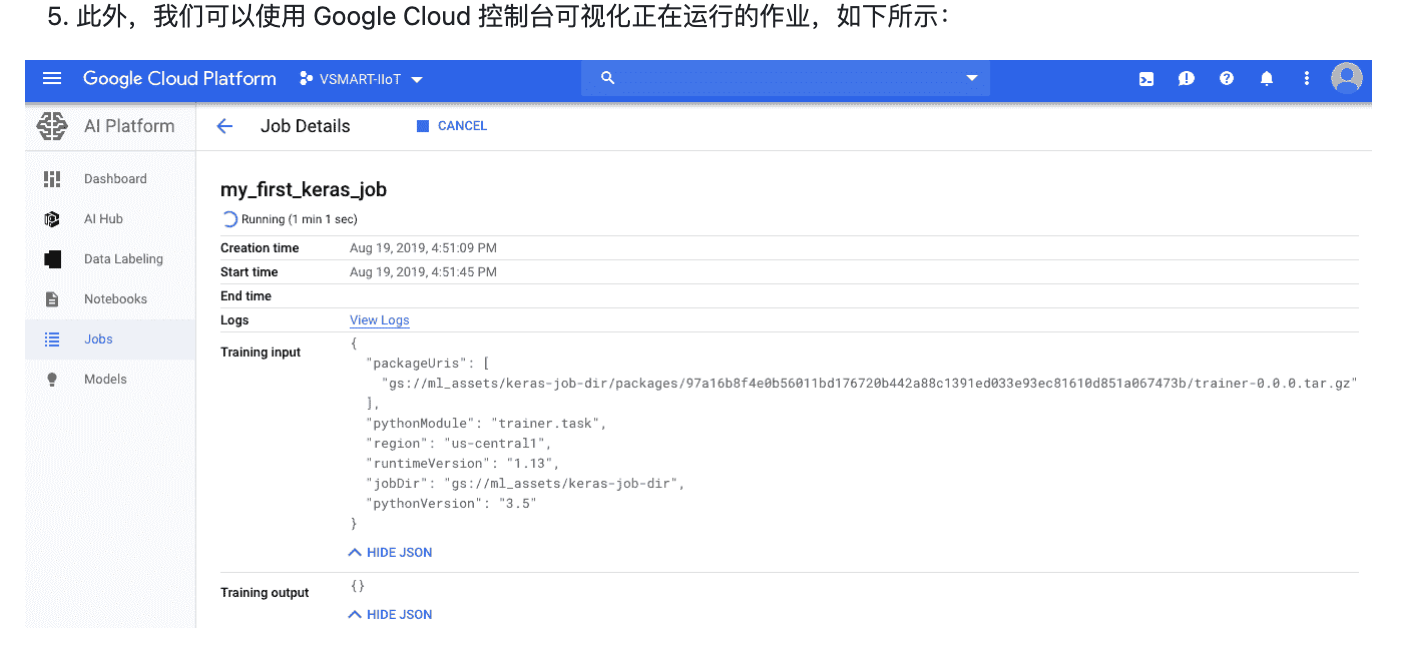 5. 此外，我们可以使用 Google Cloud 控制台可视化正在运行的作业，如下所示：
Google Cloud Platform VSMART-IIoT
AI Platform Job Details CANCEL
Dashboard
AI Hub
Data Labeling
Notebooks
Jobs
Models
my_first_keras_job
Running (1 min 1 sec)
Creation time Aug 19, 2019, 4:51:09 PM
Start time Aug 19, 2019, 4:51:45 PM
End time
Logs View Logs
Training input {
"packageUris": [
"gs://ml_assets/keras-job-dir/packages/97a16b8f4e0b56011bd176720b442a88c1391ed033e93ec81610d851a067473b/trainer-0.0.0.tar.gz"
],
"pythonModule": "trainer.task",
"region": "us-central1",
"runtimeVersion": "1.13",
"jobDir": "gs://ml_assets/keras-job-dir",
"pythonVersion": "3.5"
}
HIDE JSON
Training output {}
HIDE JSON